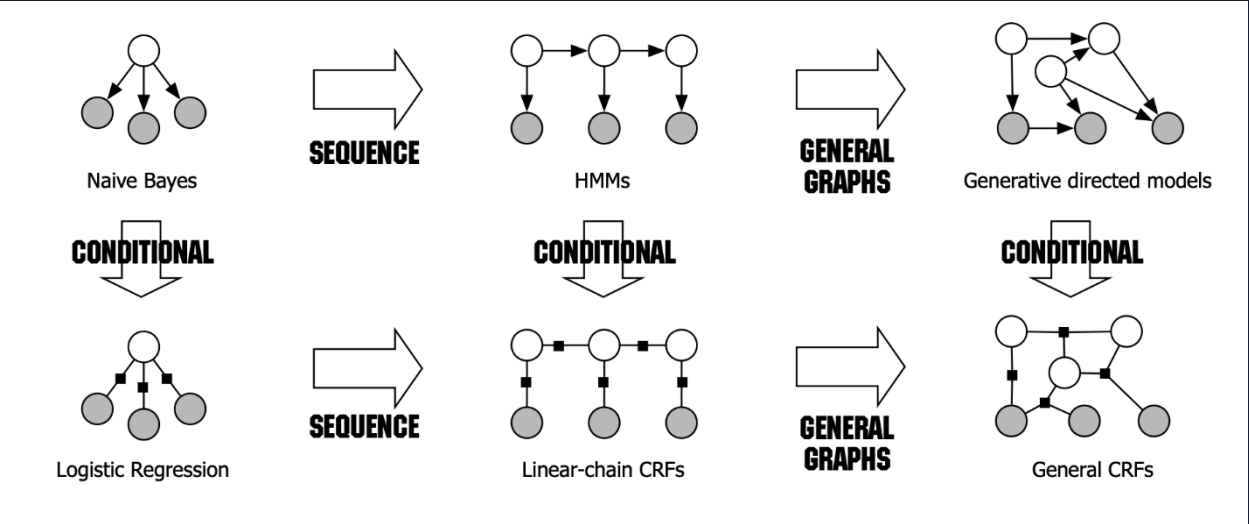 SEQUENCE
GENERAL
GRAPHS
Naive Bayes
HMMs
Generative directed models
CONDITIONAL
CONDITIONAL
CONDITIONAL
SEQUENCE
GENERAL
GRAPHS
Logistic Regression
Linear-chain CRFs
General CRFs